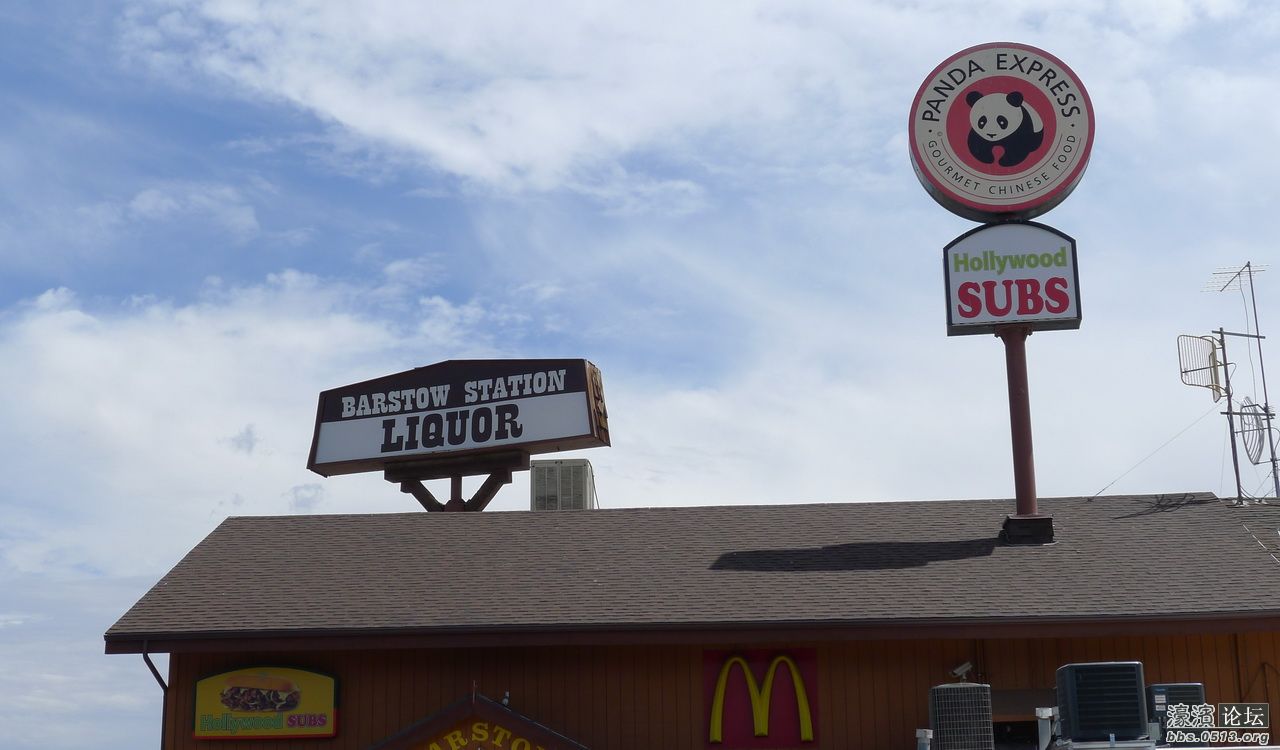 PANDA EXPRESS
GOURMET CHINESE FOOD
Hollywood
SUBS
BARSTOW STATION
LIQUOR
Hollywood SUBS
M
濠滨 论坛
bbs.0513.org